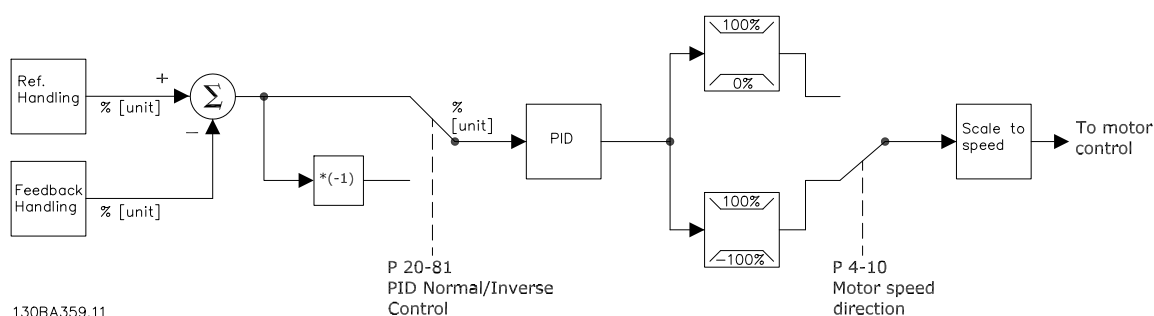 Ref.
Handling
+
% [unit]
Σ
−
Feedback
Handling
% [unit]
*(-1)
%
[unit]
P 20-81
PID Normal/Inverse
Control
PID
100%
0%
100%
−100%
P 4-10
Motor speed
direction
Scale to
speed
To motor
control
130BA359.11